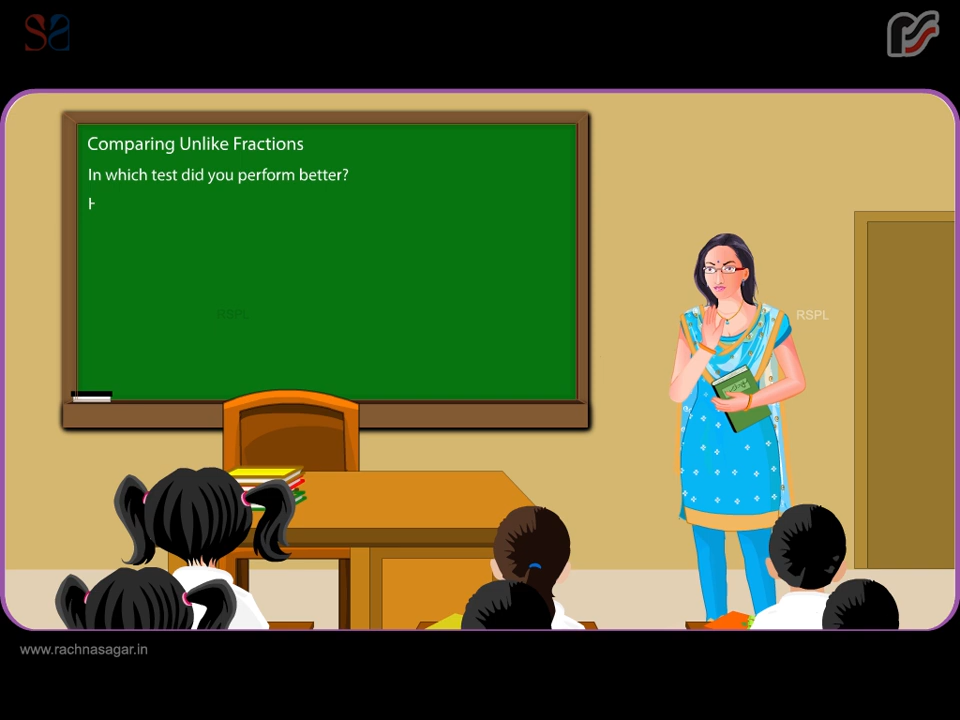 Comparing Unlike Fractions
In which test did you perform better?
H
RSPL
RSPL
www.rachnasagar.in